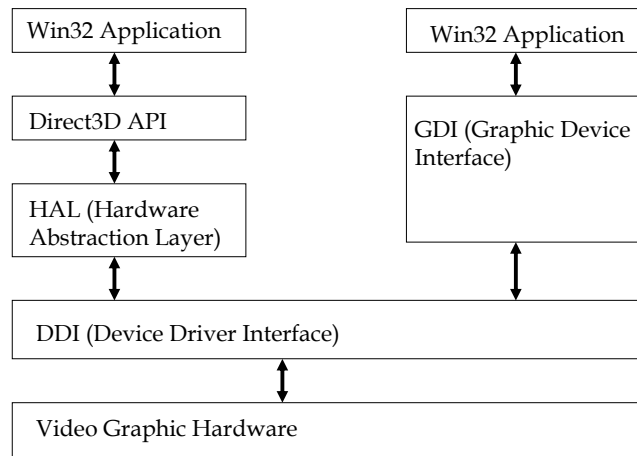 Win32 Application
Win32 Application
Direct3D API
GDI (Graphic Device
Interface)
HAL (Hardware
Abstraction Layer)
DDI (Device Driver Interface)
Video Graphic Hardware